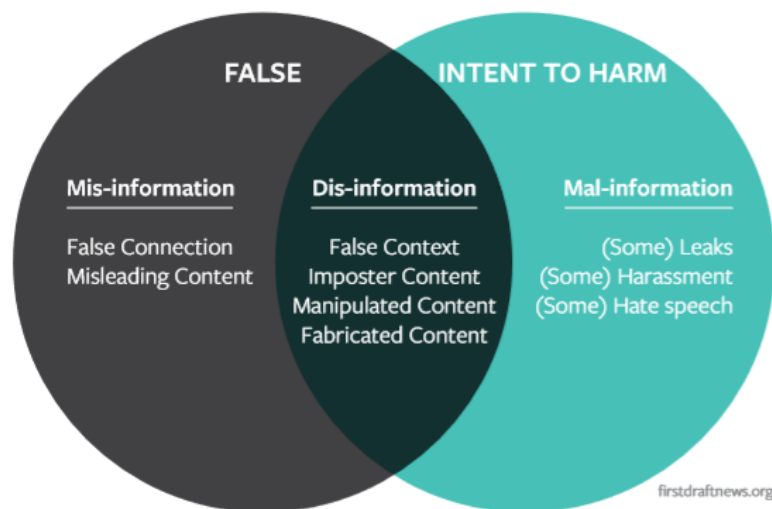 FALSE
INTENT TO HARM
Mis-information
False Connection
Misleading Content
Dis-information
False Context
Imposter Content
Manipulated Content
Fabricated Content
Mal-information
(Some) Leaks
(Some) Harassment
(Some) Hate speech
firstdraftnews.org